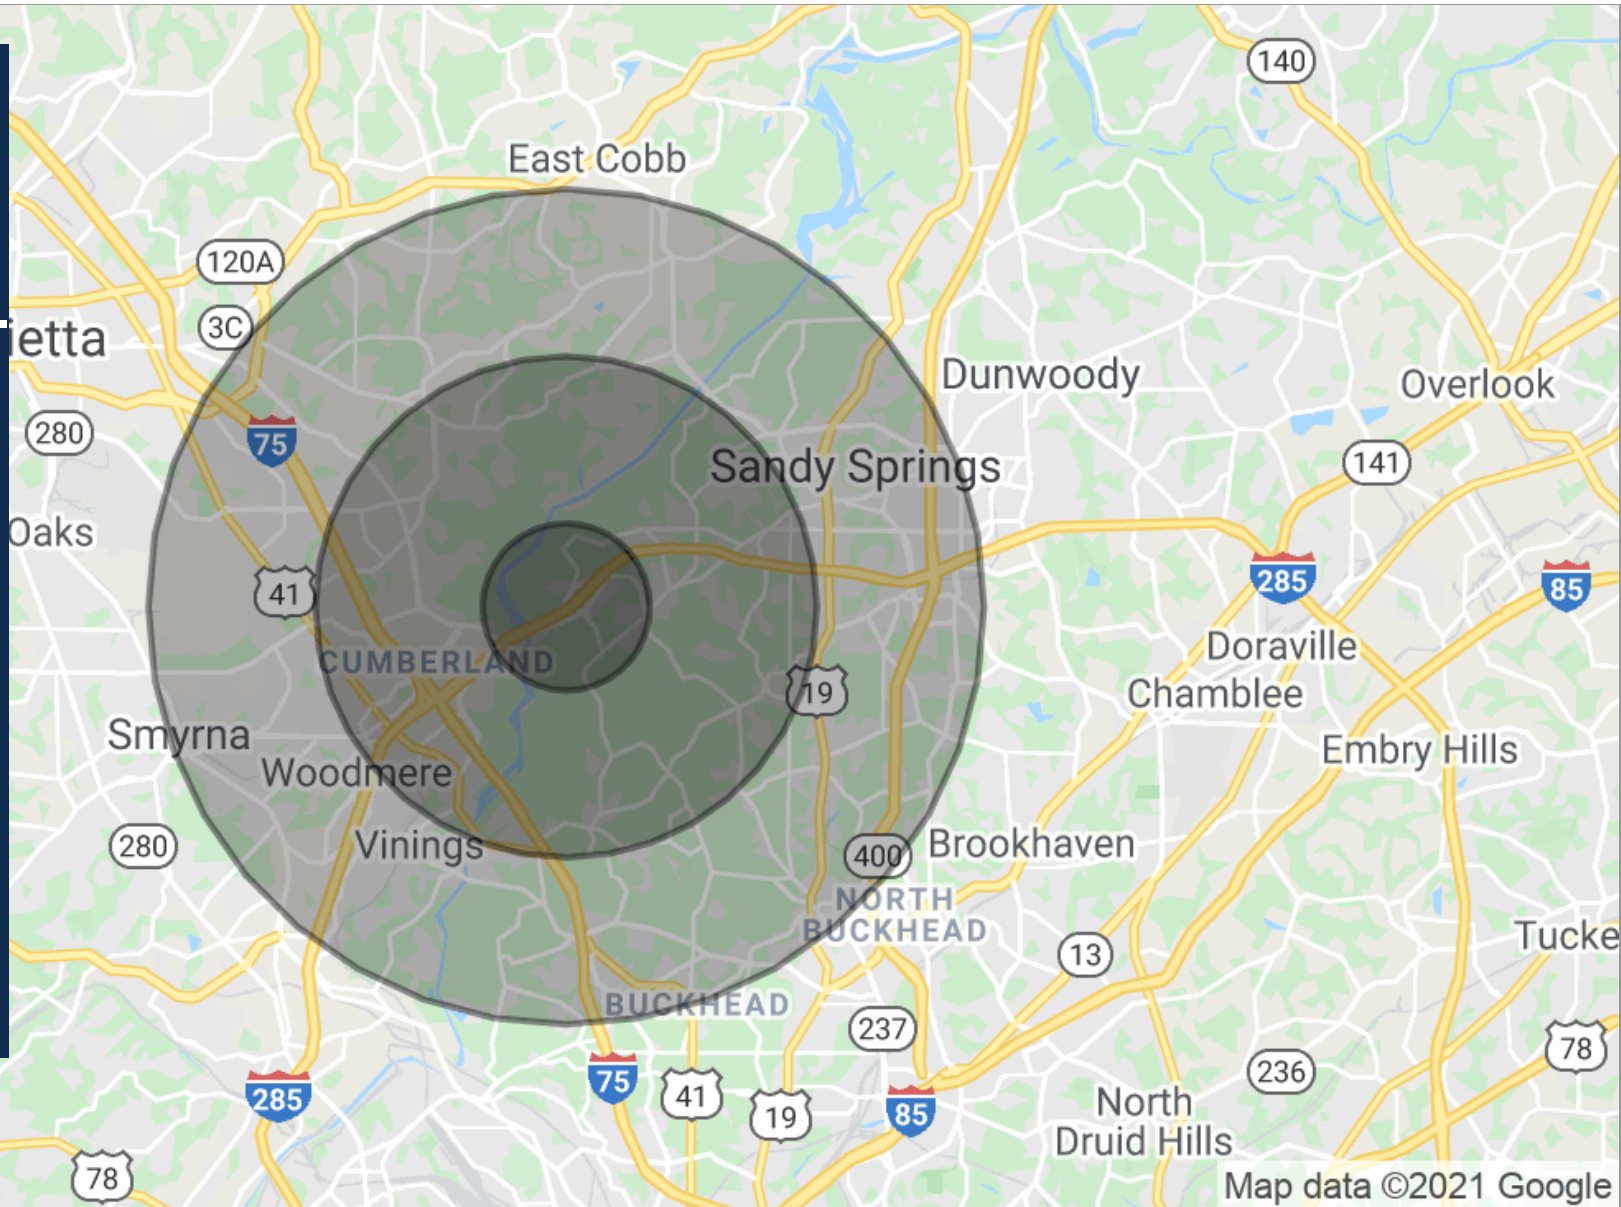 140
East Cobb
120A
3C
ietta
Dunwoody
Overlook
280
75
141
Sandy Springs
Oaks
285
85
41
Doraville
CUMBERLAND
19
Chamblee
Smyrna
Embry Hills
Woodmere
280
Vinings
400
Brookhaven
NORTH
BUCKHEAD
Tucke
13
BUCKHEAD
237
78
236
75
285
41
85
19
North
Druid Hills
78
Map data ©2021 Google